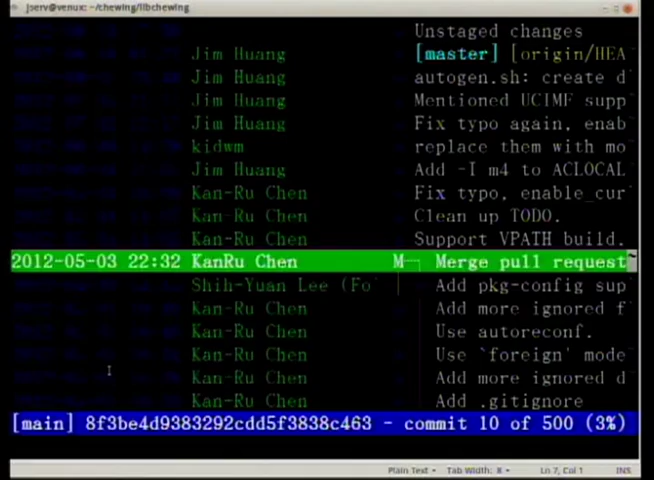 jserv@venux: ~/chewing/libchewing
Unstaged changes
Jim Huang [master] [origin/HEA
Jim Huang autogen.sh: create d
Jim Huang Mentioned UCIMF supp
Jim Huang Fix typo again, enab
kidwm replace them with mo
Jim Huang Add -I m4 to ACLOCAL
Kan-Ru Chen Fix typo, enable_cur
Kan-Ru Chen Clean up TODO.
Kan-Ru Chen Support VPATH build.
2012-05-03 22:32 KanRu Chen M Merge pull request~
Shih-Yuan Lee (Fo~ Add pkg-config sup
Kan-Ru Chen Add more ignored f
Kan-Ru Chen Use autoreconf.
Kan-Ru Chen Use `foreign' mode
Kan-Ru Chen Add more ignored d
Kan-Ru Chen Add .gitignore
[main] 8f3be4d9383292cdd5f3838c463 - commit 10 of 500 (3%)
Plain Text Tab Width: 8 Ln 7, Col 1 INS